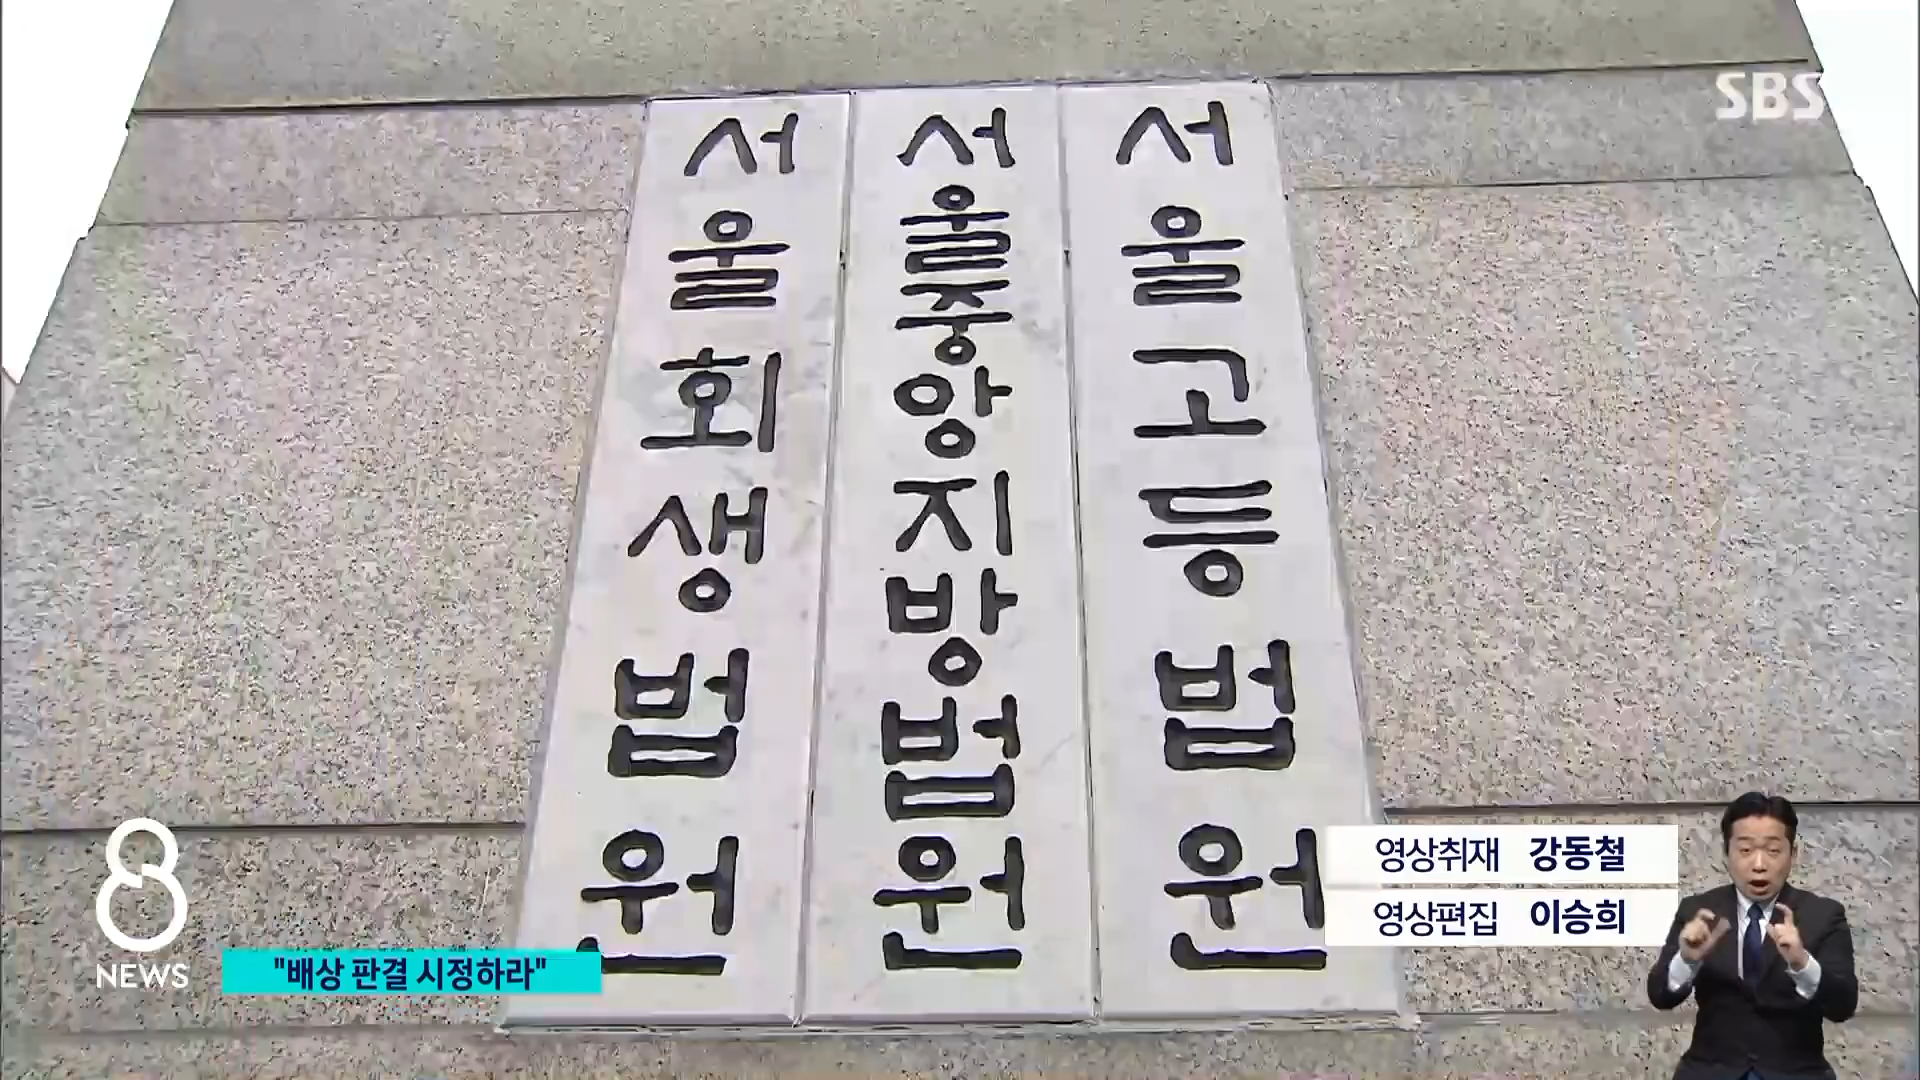 SBS
서울회생법원
서울중앙지방법원
서울고등법원
영상취재 강동철
영상편집 이승희
8
NEWS
"배상 판결 시정하라"